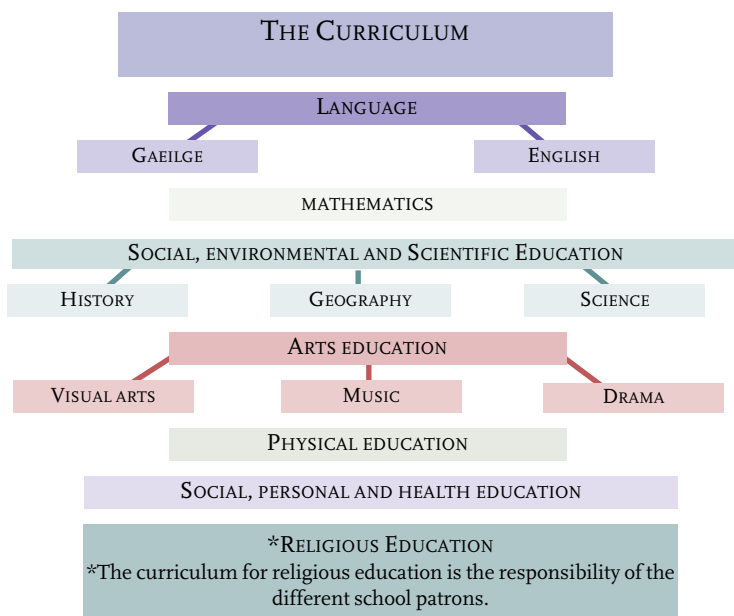 The Curriculum
Language
Gaeilge
English
mathematics
Social, environmental and Scientific Education
History
Geography
Science
Arts education
Visual arts
Music
Drama
Physical education
Social, personal and health education
*Religious Education
*The curriculum for religious education is the responsibility of the
different school patrons.